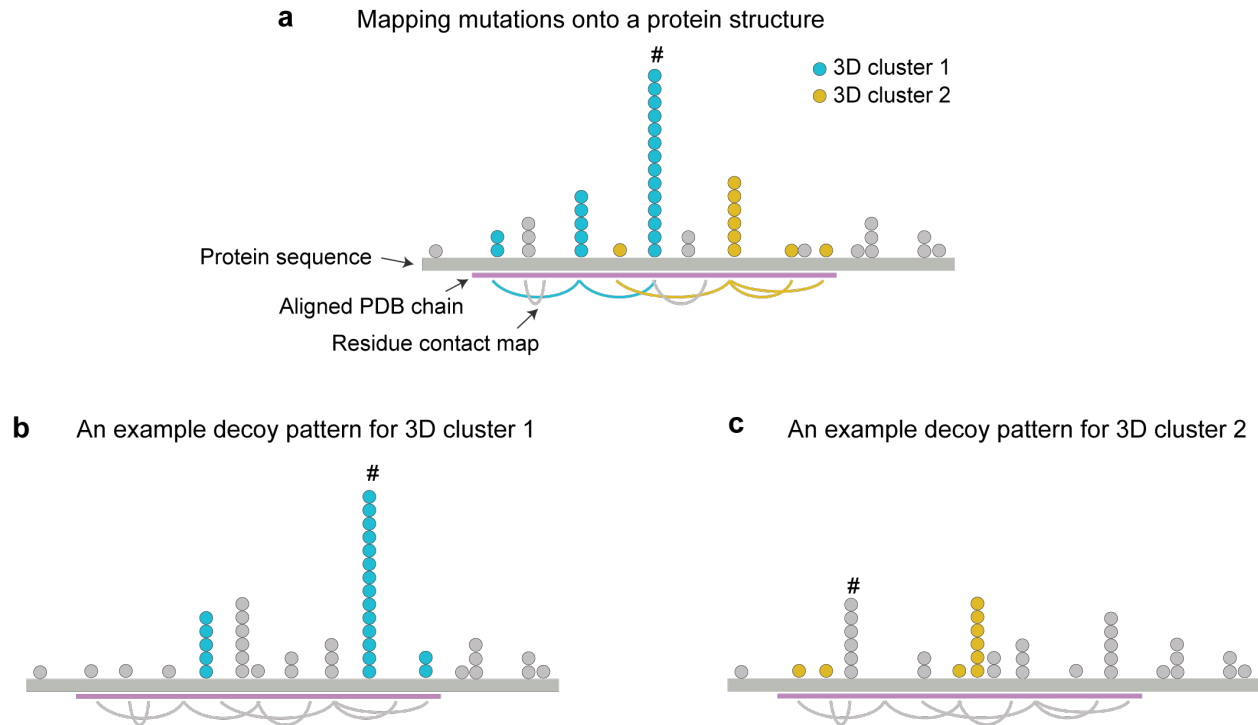 a Mapping mutations onto a protein structure
#
3D cluster 1
3D cluster 2
Protein sequence
Aligned PDB chain
Residue contact map
b An example decoy pattern for 3D cluster 1
#
c An example decoy pattern for 3D cluster 2
#